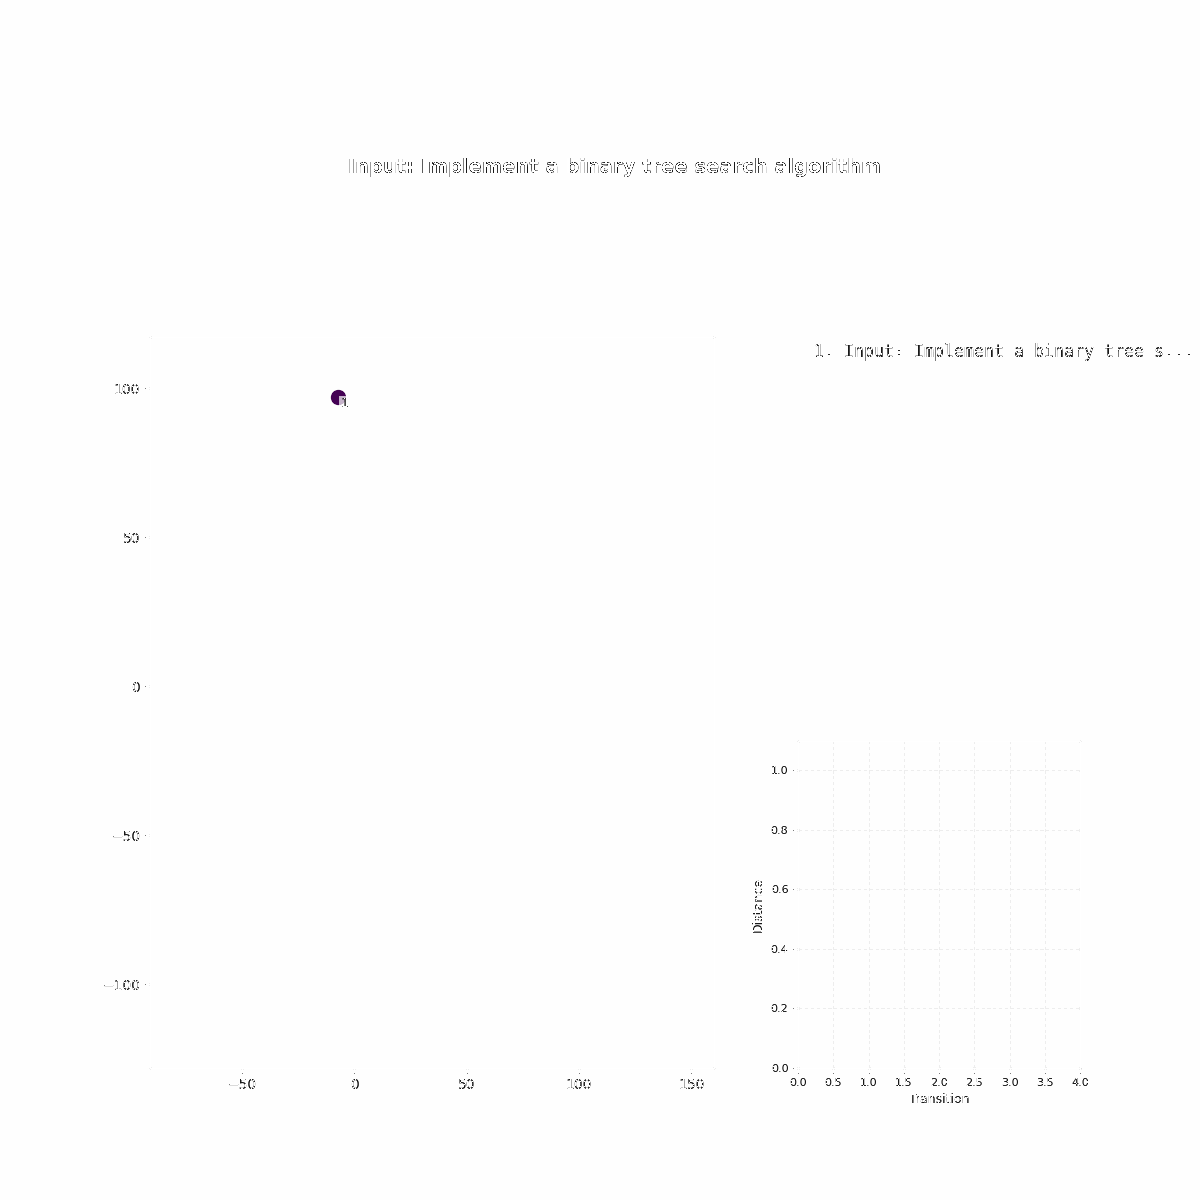 Input: Implement a binary tree search algorithm
1. Input: Implement a binary tree s...
100
1
50
0
−50
−100
−50 0 50 100 150
1.0
0.8
0.6
0.4
0.2
0.0
Distance
0.0 0.5 1.0 1.5 2.0 2.5 3.0 3.5 4.0
Transition